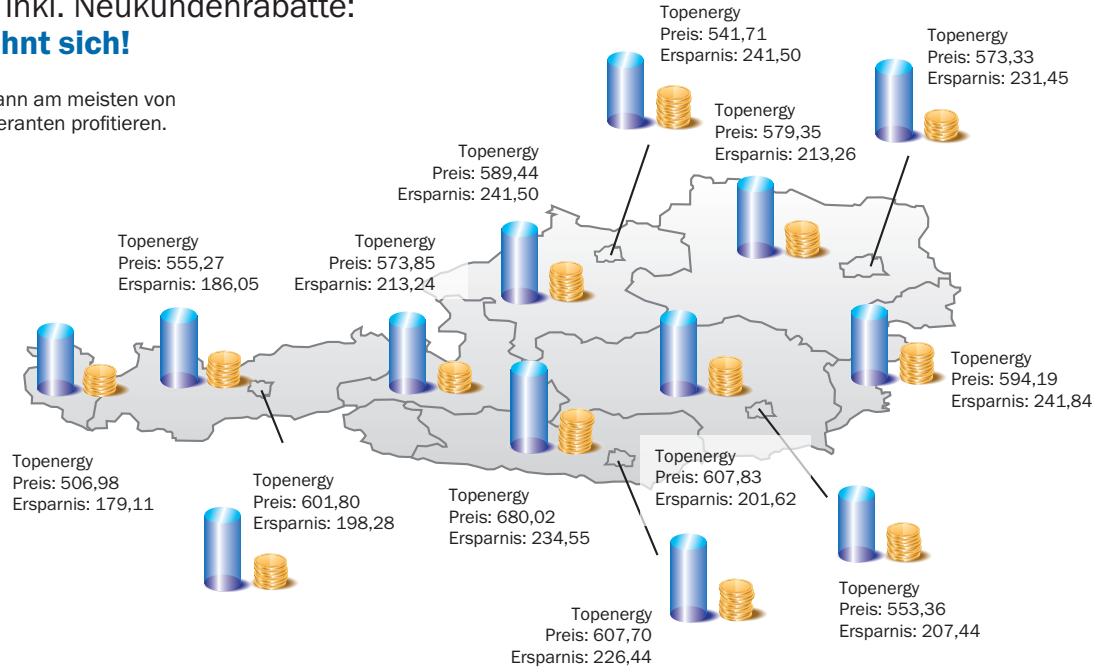 inkl. Neukundenrabatte:
hnt sich!
ann am meisten von
eranten profitieren.
Topenergy
Preis: 541,71
Ersparnis: 241,50
Topenergy
Preis: 573,33
Ersparnis: 231,45
Topenergy
Preis: 579,35
Ersparnis: 213,26
Topenergy
Preis: 589,44
Ersparnis: 241,50
Topenergy
Preis: 555,27
Ersparnis: 186,05
Topenergy
Preis: 573,85
Ersparnis: 213,24
Topenergy
Preis: 594,19
Ersparnis: 241,84
Topenergy
Preis: 506,98
Ersparnis: 179,11
Topenergy
Preis: 601,80
Ersparnis: 198,28
Topenergy
Preis: 680,02
Ersparnis: 234,55
Topenergy
Preis: 607,83
Ersparnis: 201,62
Topenergy
Preis: 607,70
Ersparnis: 226,44
Topenergy
Preis: 553,36
Ersparnis: 207,44